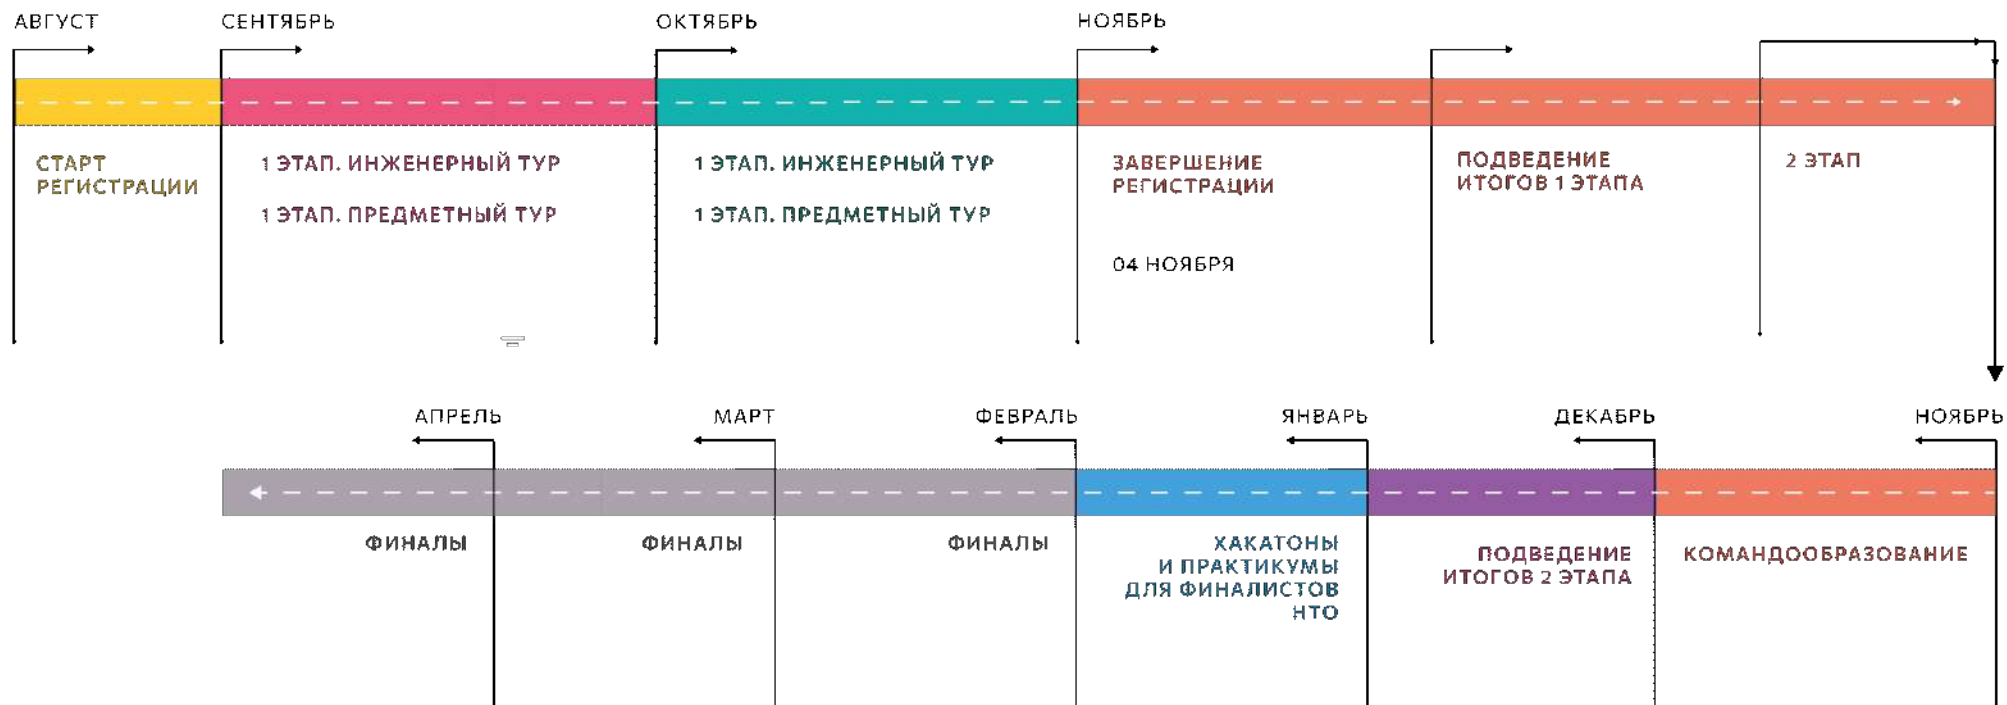 АВГУСТ
СЕНТЯБРЬ
ОКТЯБРЬ
НОЯБРЬ
СТАРТ
РЕГИСТРАЦИИ
1 ЭТАП. ИНЖЕНЕРНЫЙ ТУР
1 ЭТАП. ПРЕДМЕТНЫЙ ТУР
1 ЭТАП. ИНЖЕНЕРНЫЙ ТУР
1 ЭТАП. ПРЕДМЕТНЫЙ ТУР
ЗАВЕРШЕНИЕ
РЕГИСТРАЦИИ
04 НОЯБРЯ
ПОДВЕДЕНИЕ
ИТОГОВ 1 ЭТАПА
2 ЭТАП
АПРЕЛЬ
МАРТ
ФЕВРАЛЬ
ЯНВАРЬ
ДЕКАБРЬ
НОЯБРЬ
ФИНАЛЫ
ФИНАЛЫ
ФИНАЛЫ
ХАКАТОНЫ
И ПРАКТИКУМЫ
ДЛЯ ФИНАЛИСТОВ
НТО
ПОДВЕДЕНИЕ
ИТОГОВ 2 ЭТАПА
КОМАНДООБРАЗОВАНИЕ